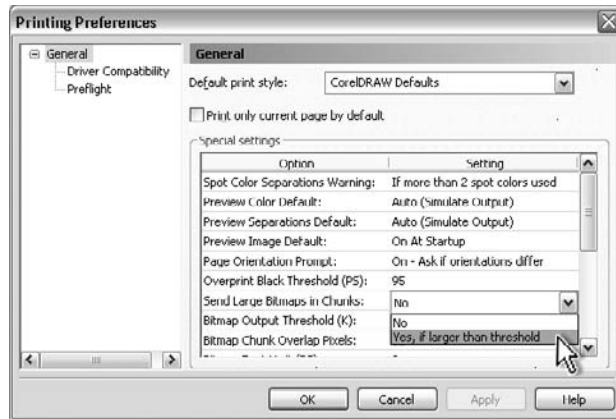 Printing Preferences
General
Driver Compatibility
Preflight
General
Default print style: CorelDRAW Defaults
Print only current page by default
Special settings
Option Setting
Spot Color Separations Warning: If more than 2 spot colors used
Preview Color Default: Auto (Simulate Output)
Preview Separations Default: Auto (Simulate Output)
Preview Image Default: On At Startup
Page Orientation Prompt: On - Ask if orientations differ
Overprint Black Threshold (PS): 95
Send Large Bitmaps in Chunks: No
Bitmap Output Threshold (K): No
Bitmap Chunk Overlap Pixels: Yes, if larger than threshold
OK Cancel Apply Help